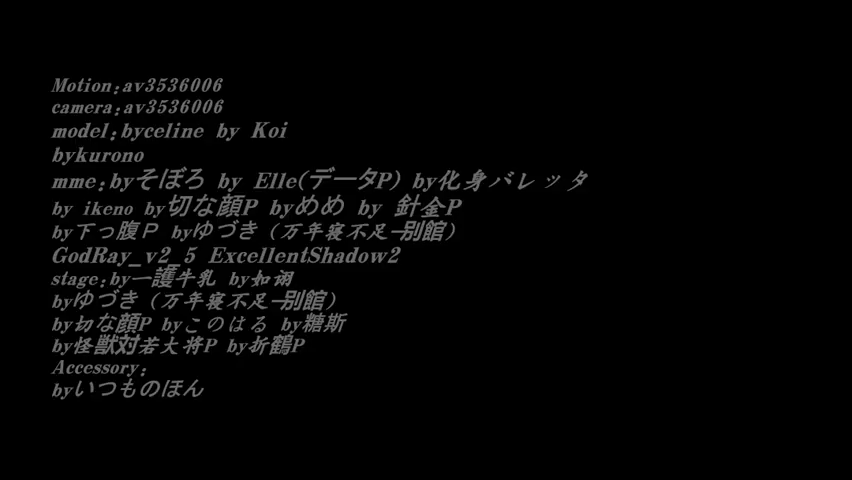 Motion:av3536006
camera:av3536006
model:byceline by Koi
bykurono
mme:byそぼろ by Elle(データP) by化身バレッタ
by ikeno by切な顔P byめめ by 針金P
by下っ腹P byゆづき (万年寝不足-別館)
GodRay_v2_5 ExcellentShadow2
stage:by一護牛乳 by如诩
byゆづき (万年寝不足-別館)
by切な顔P byこのはる by糖斯
by怪獣対若大将P by折鶴P
Accessory:
byいつものほん